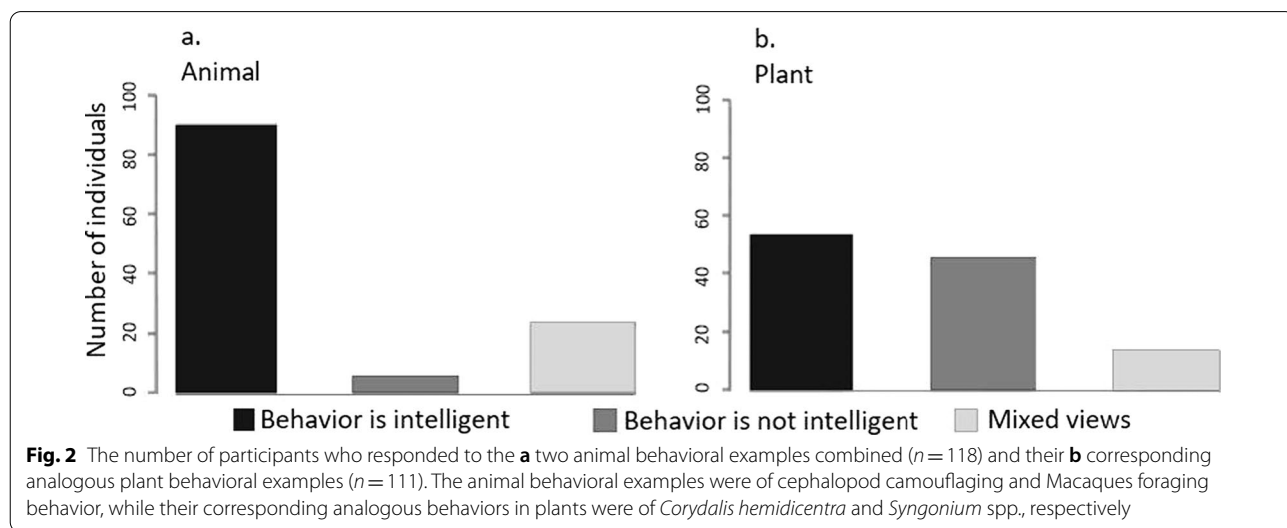 a.
Animal
b.
Plant
Number of individuals
0
20
40
60
80
100
0
20
40
60
80
100
Behavior is intelligent
Behavior is not intelligent
Mixed views
Fig. 2 The number of participants who responded to the a two animal behavioral examples combined (n=118) and their b corresponding
analogous plant behavioral examples (n=111). The animal behavioral examples were of cephalopod camouflaging and Macaques foraging
behavior, while their corresponding analogous behaviors in plants were of Corydalis hemidicentra and Syngonium spp., respectively